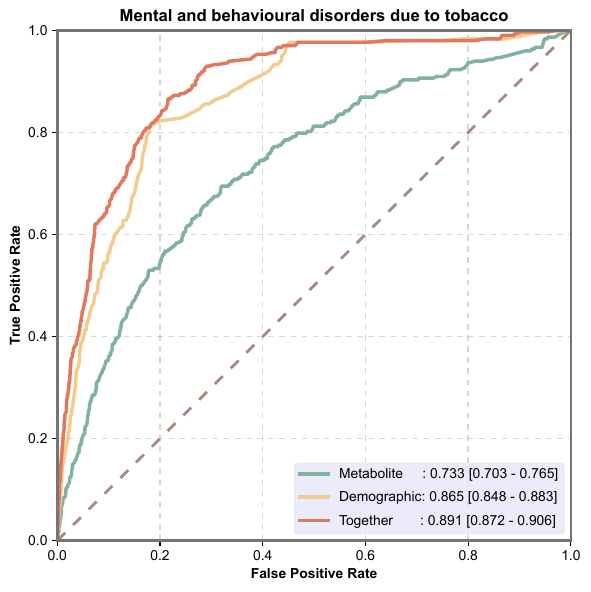 Mental and behavioural disorders due to tobacco
True Positive Rate
1.0
0.8
0.6
0.4
0.2
0.0
Metabolite : 0.733 [0.703 - 0.765]
Demographic: 0.865 [0.848 - 0.883]
Together : 0.891 [0.872 - 0.906]
0.0 0.2 0.4 0.6 0.8 1.0
False Positive Rate